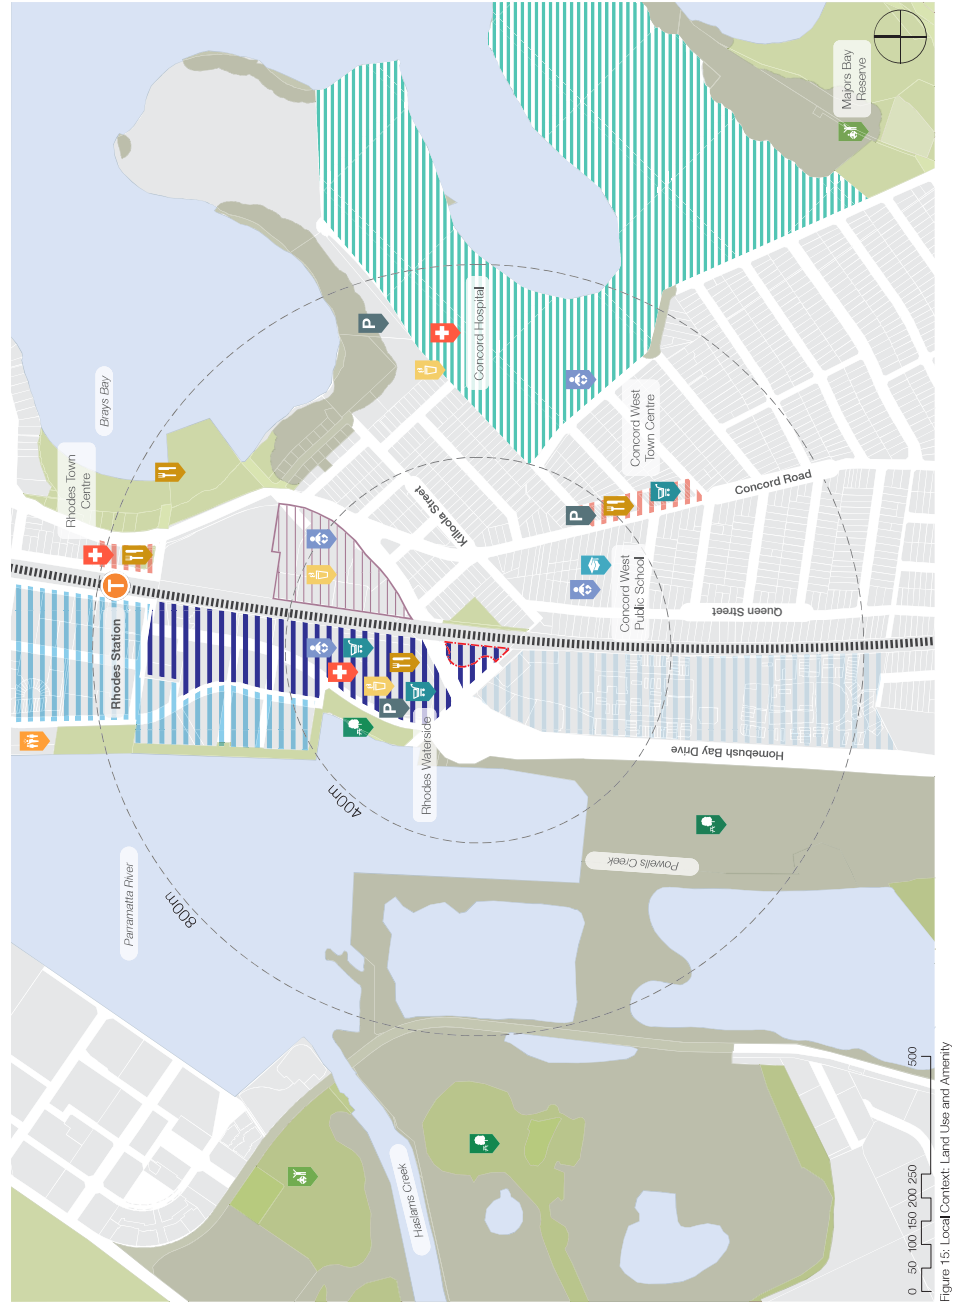 Majors Bay
Reserve
Brays Bay
Rhodes Town
Centre
Concord Hospital
P
Concord West
Town Centre
Killoola Street
Concord Road
P
T
Concord West
Public School
Queen Street
Rhodes Station
P
Rhodes Waterside
Homebush Bay Drive
400m
800m
Powells Creek
Parramatta River
Haslams Creek
0 50 100 150 200 250 500
Figure 15: Local Context: Land Use and Amenity